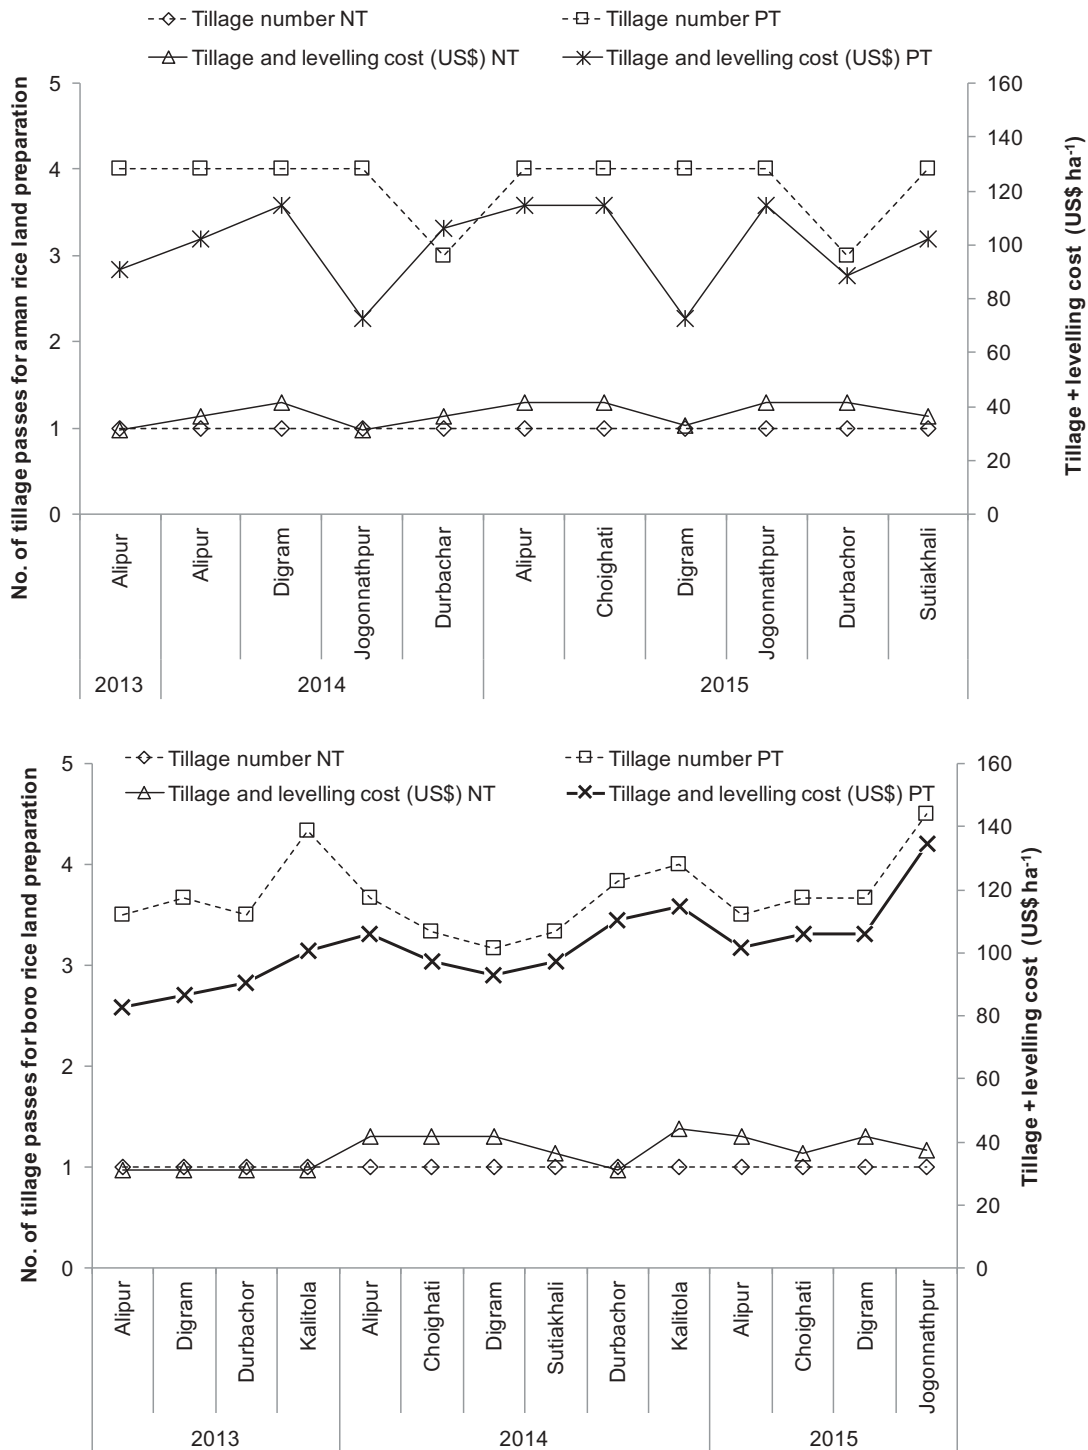 Tillage number NT
Tillage number PT
Tillage and levelling cost (US$) NT
Tillage and levelling cost (US$) PT
No. of tillage passes for aman rice land preparation
5
4
3
2
1
0
160
140
120
100
80
60
40
20
0
Tillage + levelling cost (US$ ha⁻¹)
Alipur
Alipur
Digram
Jogonnathpur
Durbachar
Alipur
Choighati
Digram
Jogonnathpur
Durbachor
Sutiakhali
2013
2014
2015
Tillage number NT
Tillage number PT
Tillage and levelling cost (US$) NT
Tillage and levelling cost (US$) PT
No. of tillage passes for boro rice land preparation
5
4
3
2
1
0
160
140
120
100
80
60
40
20
0
Tillage + levelling cost (US$ ha⁻¹)
Alipur
Digram
Durbachor
Kalitola
Alipur
Choighati
Digram
Sutiakhali
Durbachor
Kalitola
Alipur
Choighati
Digram
Jogonnathpur
2013
2014
2015